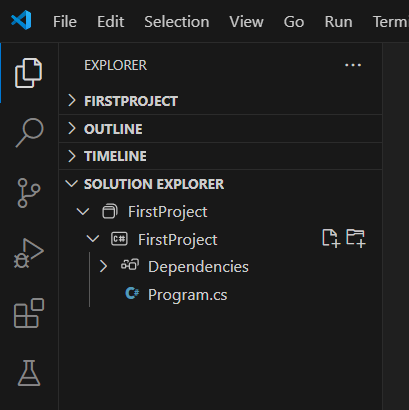 File Edit Selection View Go Run Term
EXPLORER
FIRSTPROJECT
OUTLINE
TIMELINE
SOLUTION EXPLORER
FirstProject
C# FirstProject
Dependencies
C# Program.cs